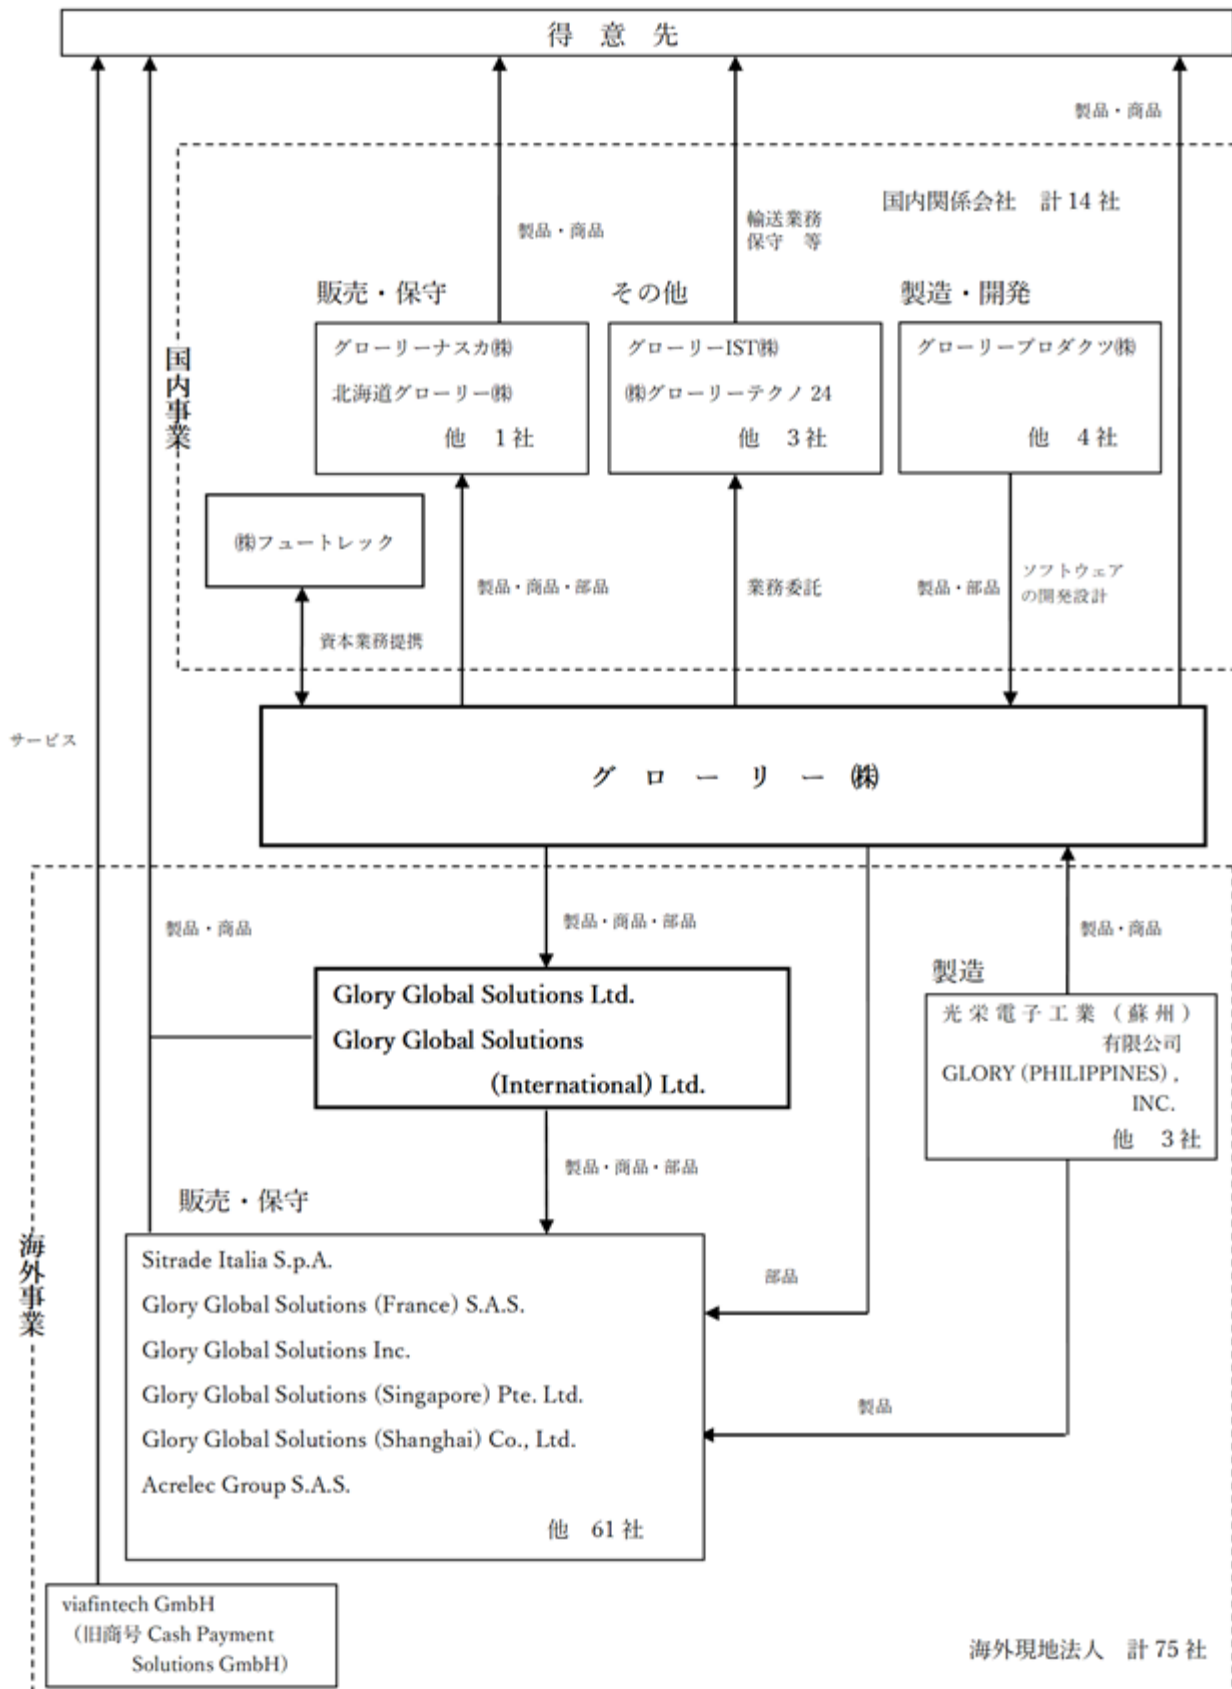 得意先
製品・商品
国内関係会社 計14社
製品・商品
輸送業務
保守 等
販売・保守
その他
製造・開発
国内事業
グローリーナスカ㈱
北海道グローリー㈱
他 1社
グローリーIST㈱
㈱グローリーテクノ24
他 3社
グローリープロダクツ㈱
他 4社
㈱フュートレック
資本業務提携
製品・商品・部品
業務委託
製品・部品
ソフトウェア
の開発設計
サービス
グローリー㈱
製品・商品
製品・商品・部品
製品・商品
製造
Glory Global Solutions Ltd.
Glory Global Solutions
(International) Ltd.
光栄電子工業(蘇州)
有限公司
GLORY (PHILIPPINES) ,
INC.
他 3社
製品・商品・部品
販売・保守
海外事業
Sitrade Italia S.p.A.
Glory Global Solutions (France) S.A.S.
Glory Global Solutions Inc.
Glory Global Solutions (Singapore) Pte. Ltd.
Glory Global Solutions (Shanghai) Co., Ltd.
Acrelec Group S.A.S.
他 61社
部品
製品
viafintech GmbH
(旧商号 Cash Payment
Solutions GmbH)
海外現地法人 計75社